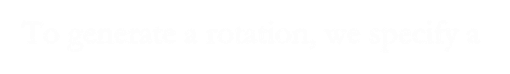 To generate a rotation, we specify a